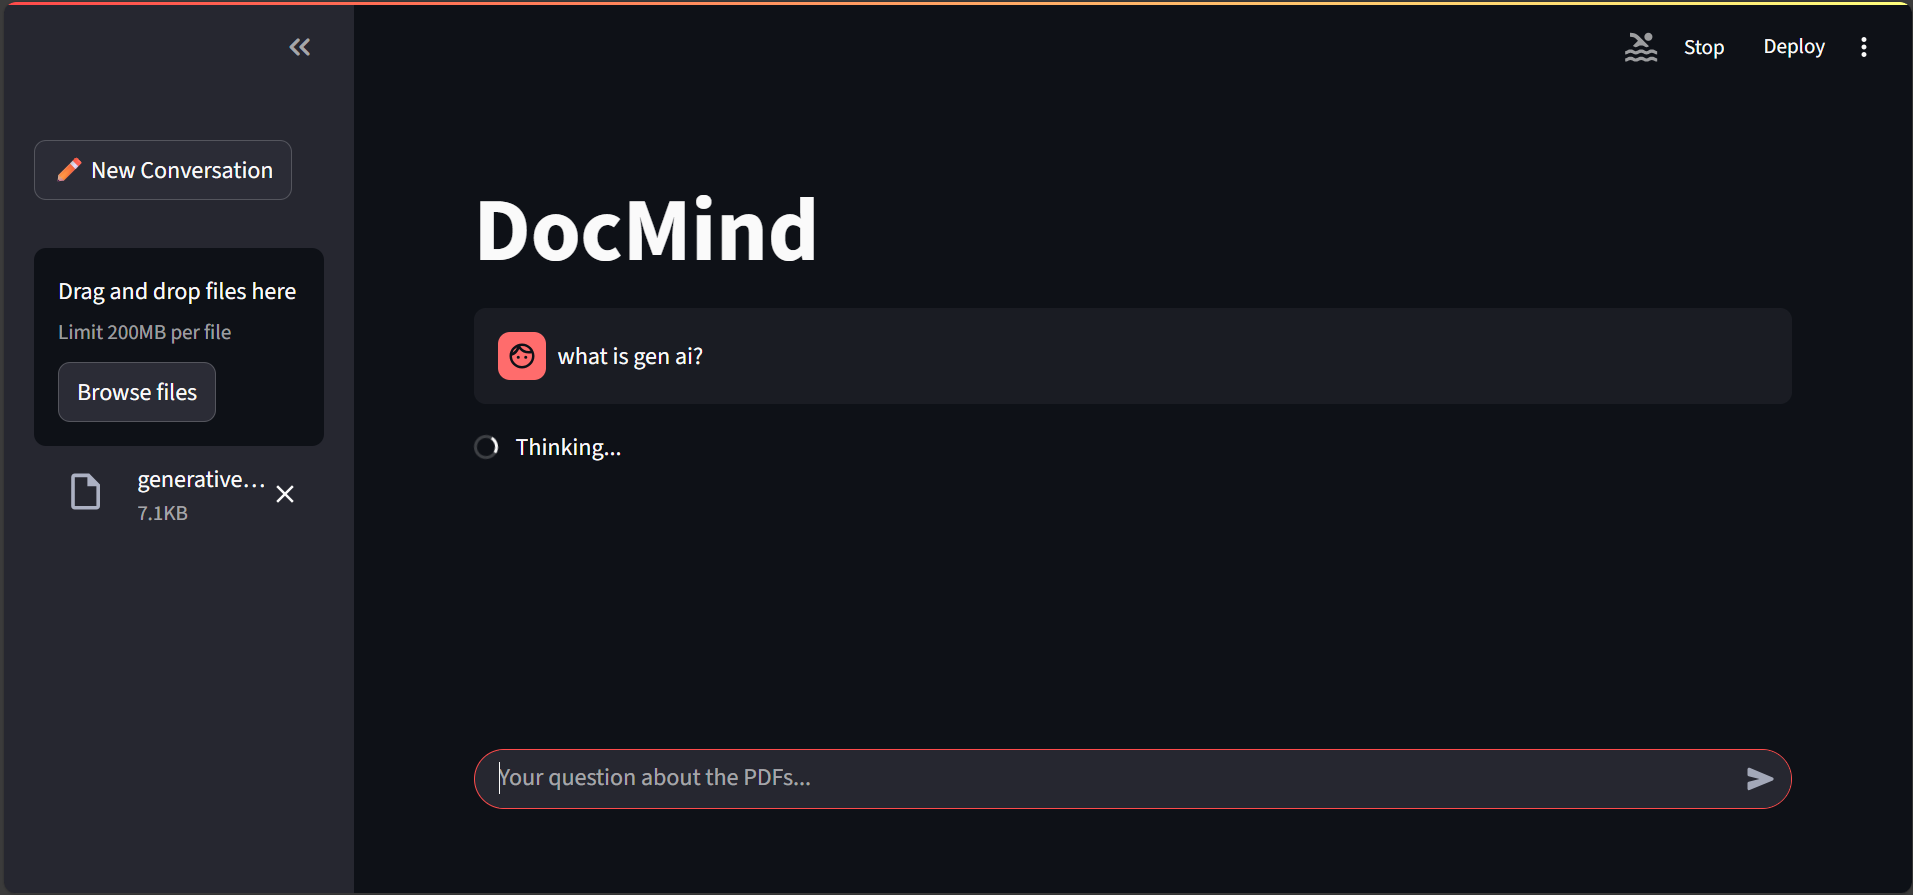 Stop
Deploy
New Conversation
Drag and drop files here
Limit 200MB per file
Browse files
generative...
7.1KB
DocMind
what is gen ai?
Thinking...
Your question about the PDFs...